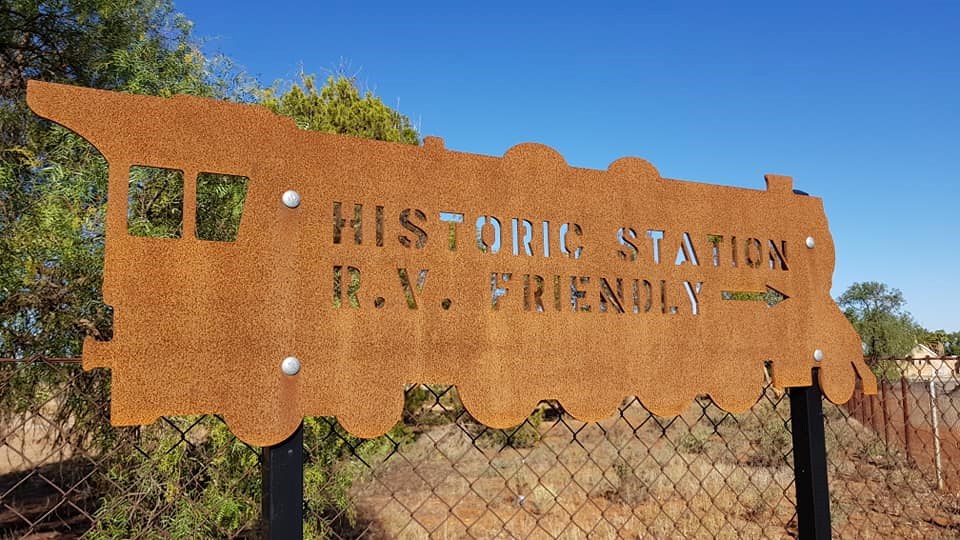 HISTORIC STATION
R.V. FRIENDLY →